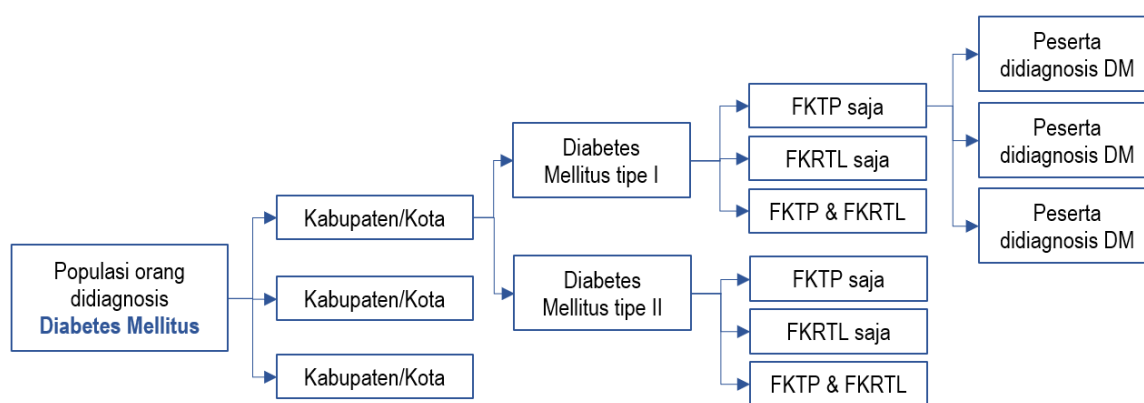 Populasi orang
didiagnosis
Diabetes Mellitus
Kabupaten/Kota
Kabupaten/Kota
Kabupaten/Kota
Diabetes
Mellitus tipe I
Diabetes
Mellitus tipe II
FKTP saja
FKRTL saja
FKTP & FKRTL
FKTP saja
FKRTL saja
FKTP & FKRTL
Peserta
didiagnosis DM
Peserta
didiagnosis DM
Peserta
didiagnosis DM